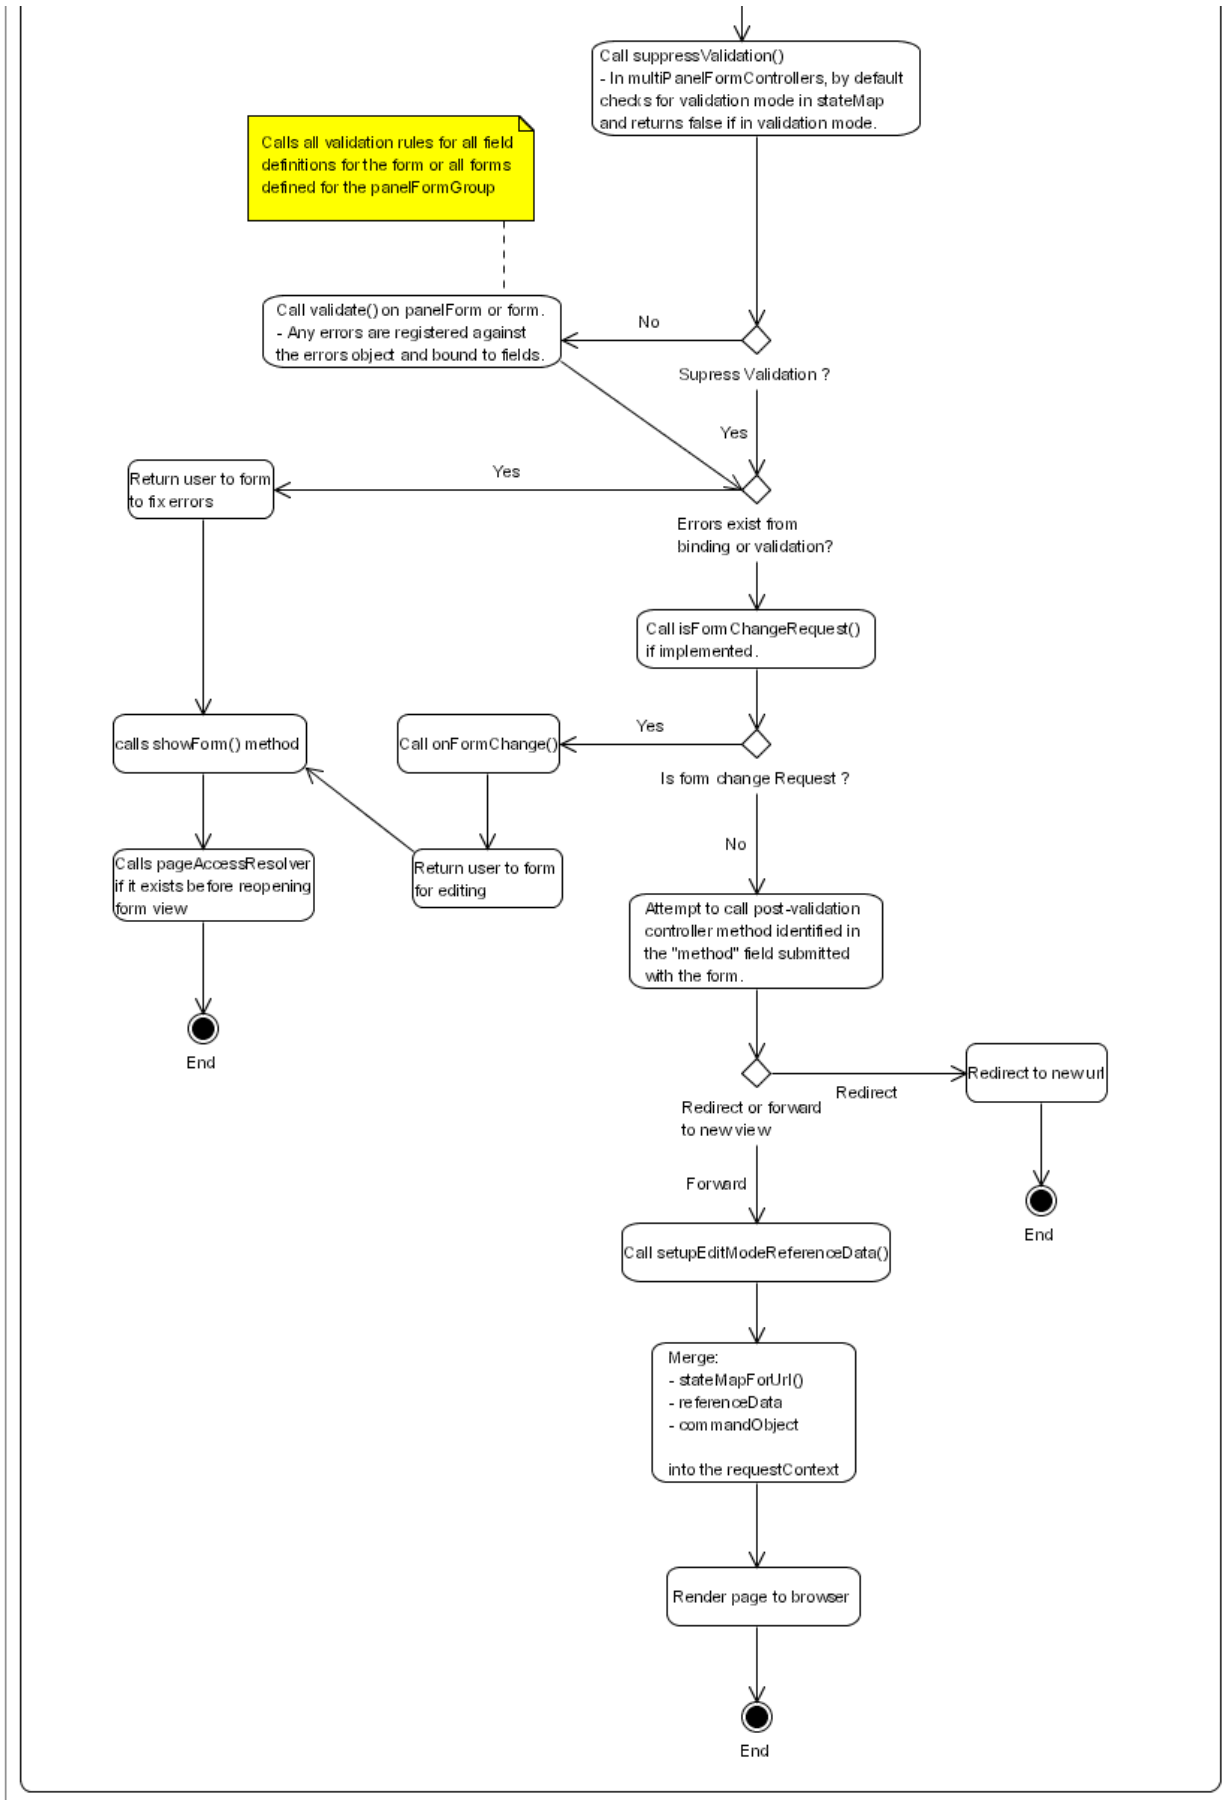 Call suppressValidation()
- In multiPanelFormControllers, by default
checks for validation mode in stateMap
and returns false if in validation mode.
Calls all validation rules for all field
definitions for the form or all forms
defined for the panelFormGroup
Call validate() on panelForm or form.
- Any errors are registered against
the errors object and bound to fields.
No
Supress Validation ?
Yes
Return user to form
to fix errors
Yes
Errors exist from
binding or validation?
Call isFormChangeRequest()
if implemented.
calls showForm() method
Call onFormChange()
Yes
Is form change Request ?
No
Calls pageAccessResolver
if it exists before reopening
form view
Return user to form
for editing
Attempt to call post-validation
controller method identified in
the "method" field submitted
with the form.
End
Redirect to new url
Redirect
Redirect or forward
to new view
Forward
End
Call setupEditModeReferenceData()
Merge:
- stateMapForUrl()
- referenceData
- commandObject
into the requestContext
Render page to browser
End